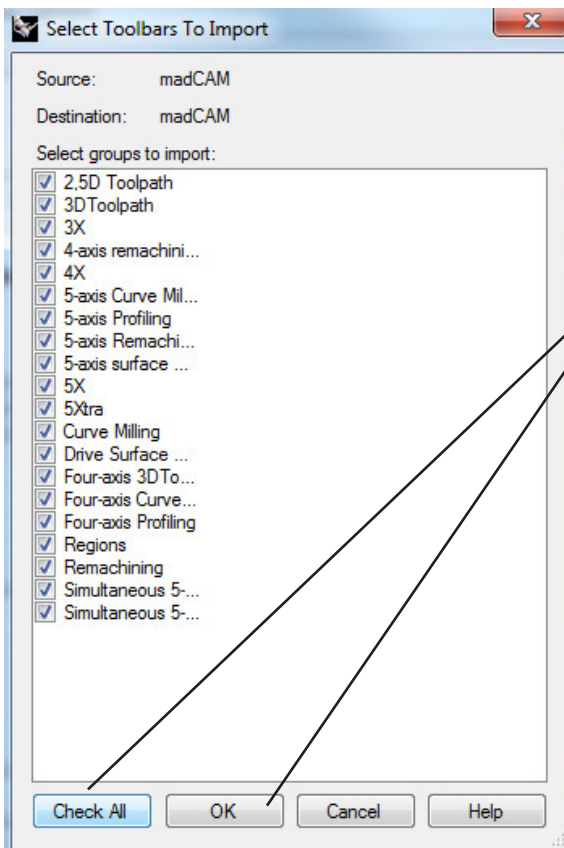 Select Toolbars To Import
Source: madCAM
Destination: madCAM
Select groups to import:
2,5D Toolpath
3DToolpath
3X
4-axis remachini...
4X
5-axis Curve Mil...
5-axis Profiling
5-axis Remachi...
5-axis surface ...
5X
5Xtra
Curve Milling
Drive Surface ...
Four-axis 3DTo...
Four-axis Curve...
Four-axis Profiling
Regions
Remachining
Simultaneous 5-...
Simultaneous 5-...
Check All OK Cancel Help